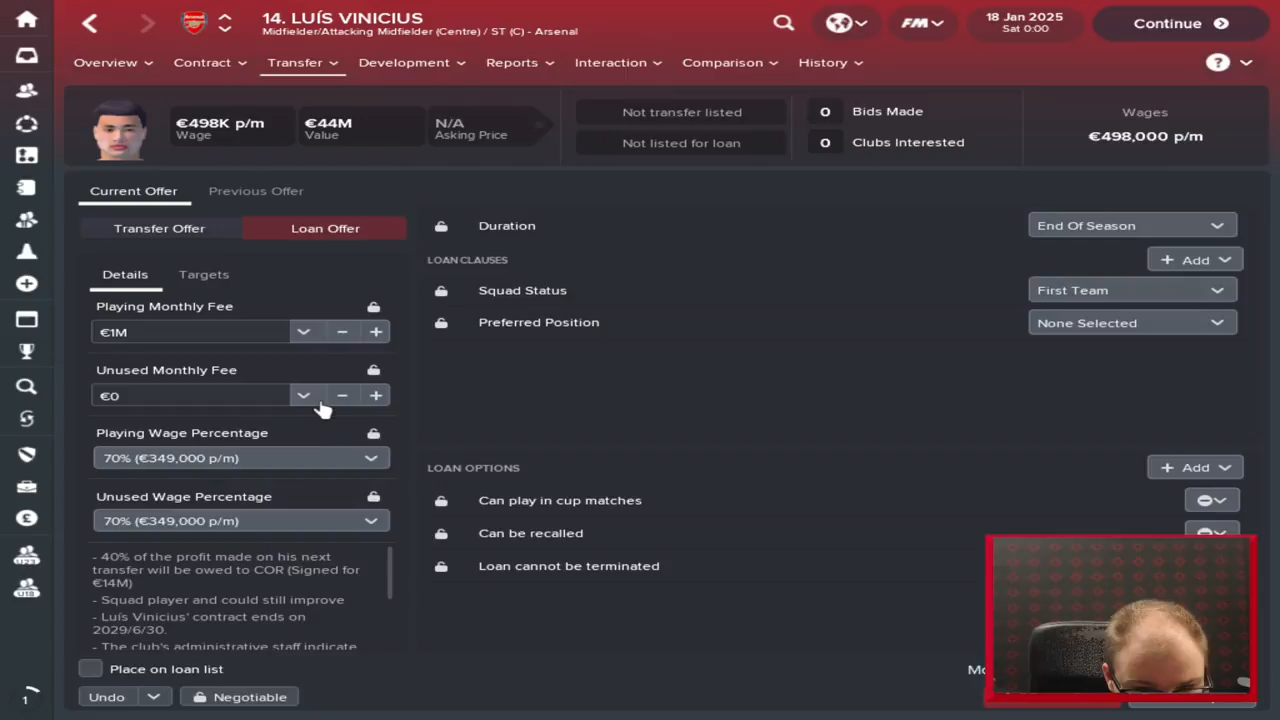 14. LUÍS VINICIUS
Midfielder/Attacking Midfielder (Centre) / ST (C) - Arsenal
FM
18 Jan 2025
Sat 0:00
Continue
Overview
Contract
Transfer
Development
Reports
Interaction
Comparison
History
?
€498K p/m
Wage
€44M
Value
N/A
Asking Price
Not transfer listed
Not listed for loan
0 Bids Made
0 Clubs Interested
Wages
€498,000 p/m
Current Offer
Previous Offer
Transfer Offer
Loan Offer
Details
Targets
Playing Monthly Fee
€1M
Unused Monthly Fee
€0
Playing Wage Percentage
70% (€349,000 p/m)
Unused Wage Percentage
70% (€349,000 p/m)
- 40% of the profit made on his next
transfer will be owed to COR (Signed for
€14M)
- Squad player and could still improve
- Luís Vinicius' contract ends on
2029/6/30.
- The club's administrative staff indicate
Duration
End Of Season
LOAN CLAUSES
+ Add
Squad Status
First Team
Preferred Position
None Selected
LOAN OPTIONS
+ Add
Can play in cup matches
Can be recalled
Loan cannot be terminated
Place on loan list
Undo
Negotiable
U23
U18
1